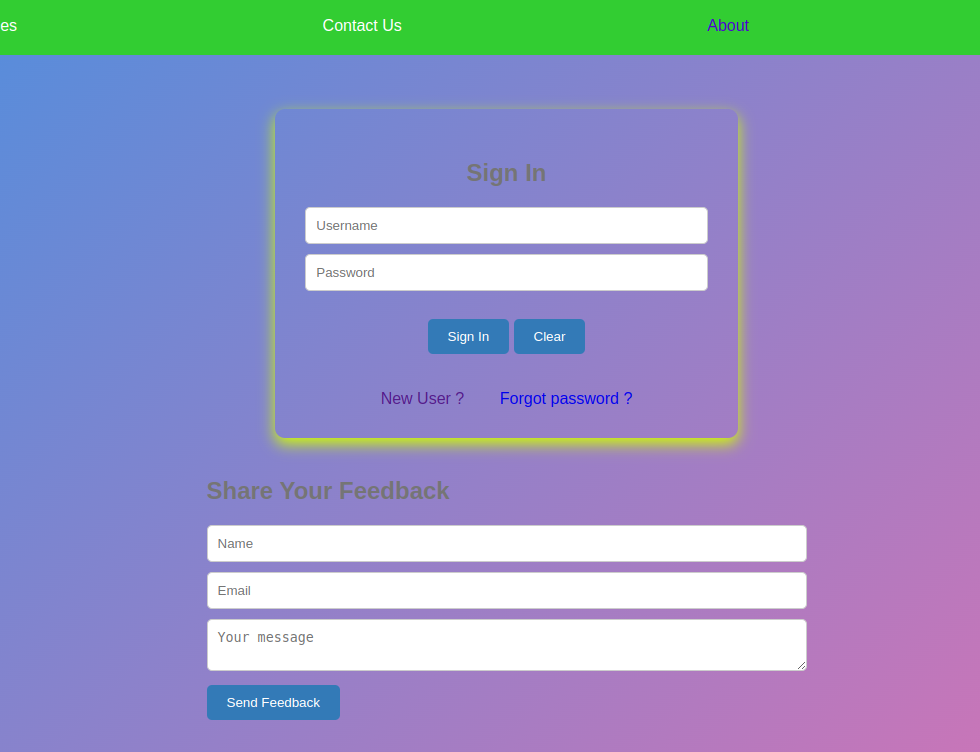 es Contact Us About
Sign In
Username
Password
Sign In Clear
New User ? Forgot password ?
Share Your Feedback
Name
Email
Your message
Send Feedback